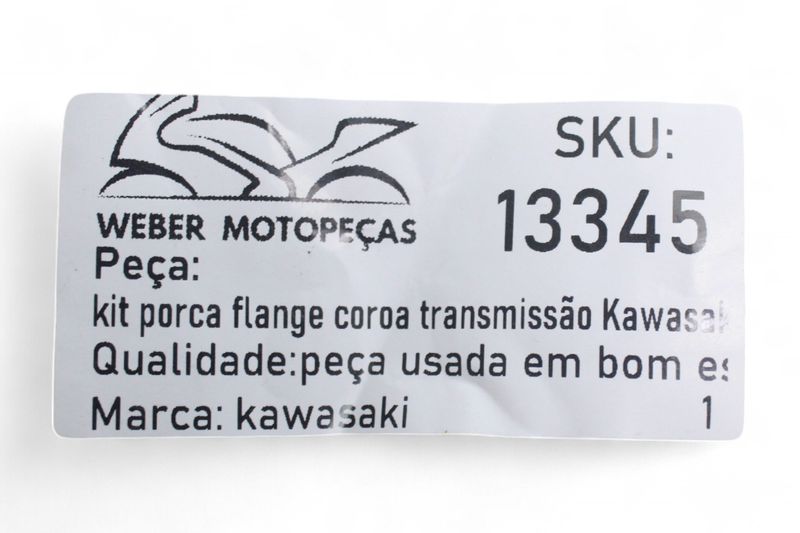 WEBER MOTOPEÇAS
SKU:
13345
Peça:
kit porca flange coroa transmissão Kawasak
Qualidade:peça usada em bom es
Marca: kawasaki
1